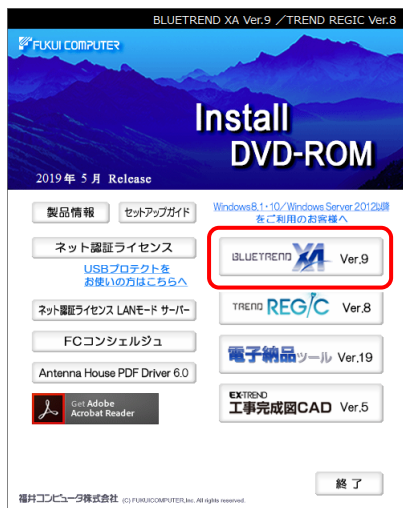 BLUETREND XA Ver.9 ／TREND REGIC Ver.8
FUKUI COMPUTER
Install
DVD-ROM
2019年 5月 Release
製品情報
セットアップガイド
Windows8.1・10／Windows Server 2012以降
をご利用のお客様へ
ネット認証ライセンス
USBプロテクトを
お使いの方はこちらへ
ネット認証ライセンス LANモード サーバー
FCコンシェルジュ
Antenna House PDF Driver 6.0
Get Adobe
Acrobat Reader
BLUETREND XA Ver.9
TREND REGIC Ver.8
電子納品ツール Ver.19
EX-TREND
工事完成図CAD Ver.5
終了
福井コンピュータ株式会社 (C) FUKUICOMPUTER,Inc. All rights reserved.